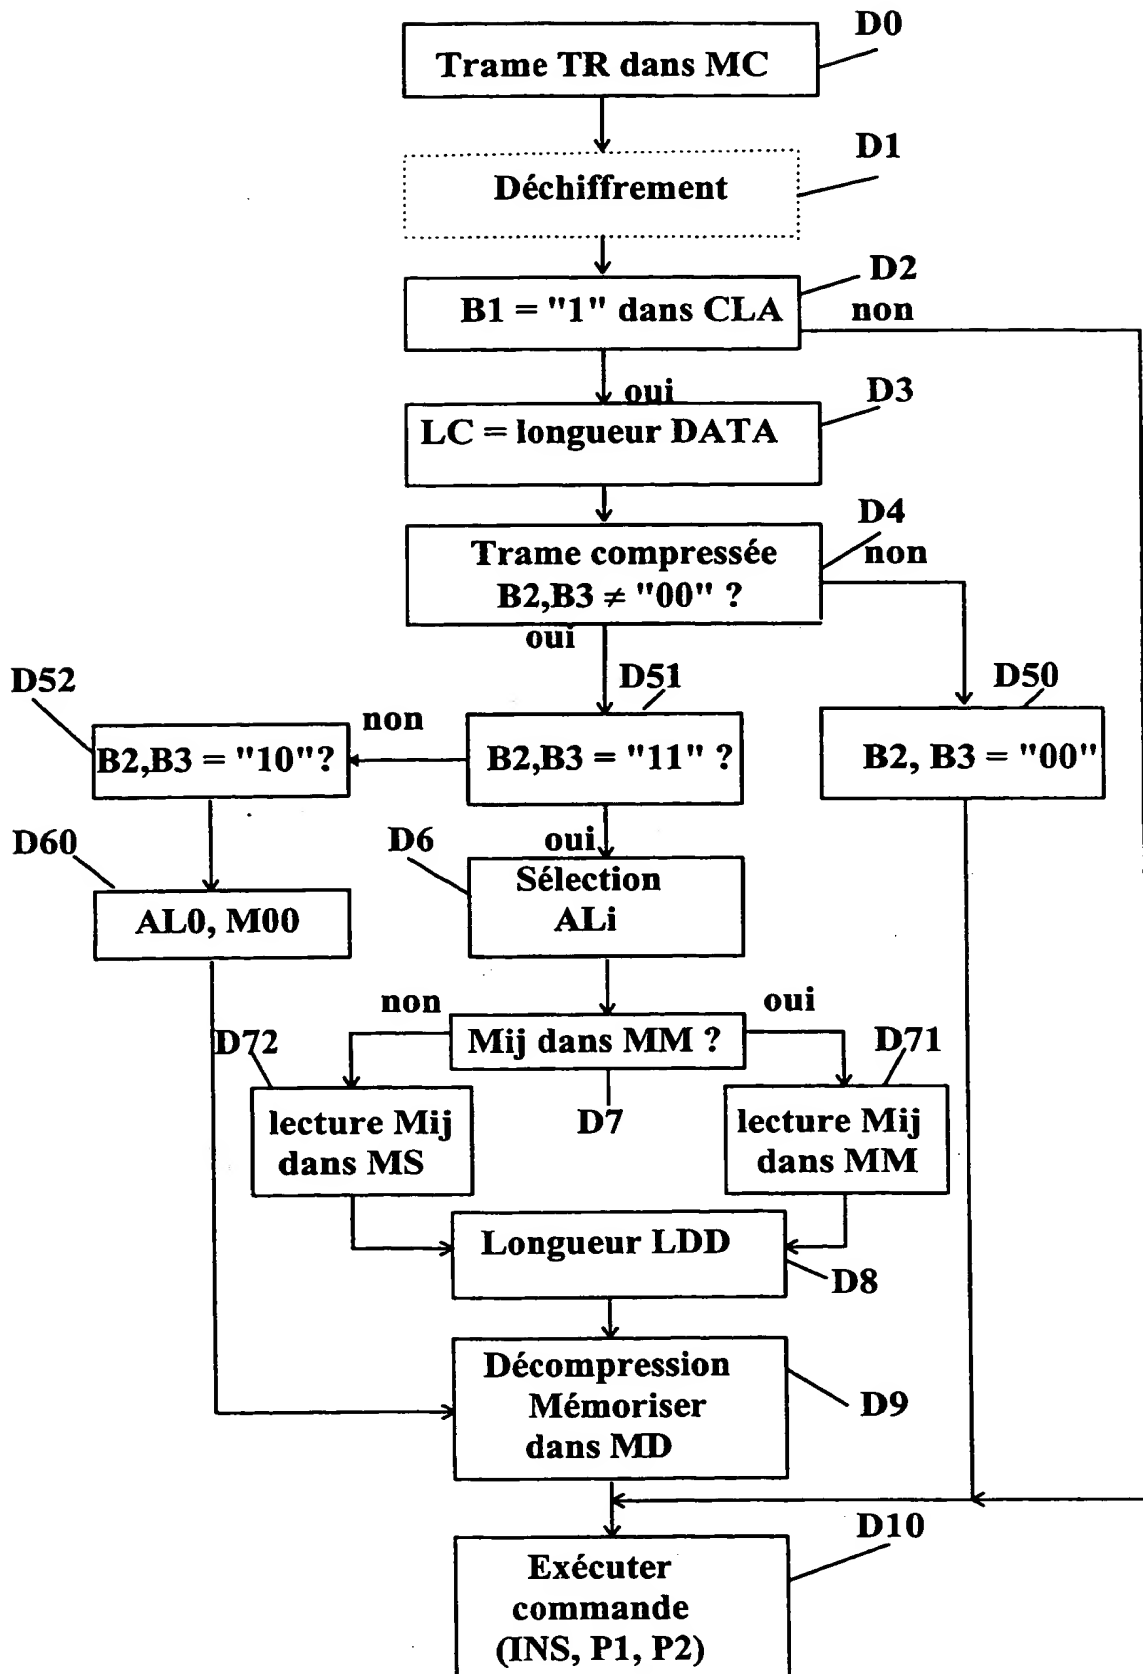 D0
Trame TR dans MC
D1
Déchiffrement
D2
B1 = "1" dans CLA
non
oui
D3
LC = longueur DATA
D4
Trame compressée
non
B2,B3 ≠ "00" ?
oui
D52
D51
D50
non
B2,B3 = "10"?
B2,B3 = "11" ?
B2, B3 = "00"
D60
D6
oui
Sélection
ALi
AL0, M00
non
oui
D72
Mij dans MM ?
D71
D7
lecture Mij
dans MS
lecture Mij
dans MM
Longueur LDD
D8
Décompression
Mémoriser
dans MD
D9
D10
Exécuter
commande
(INS, P1, P2)